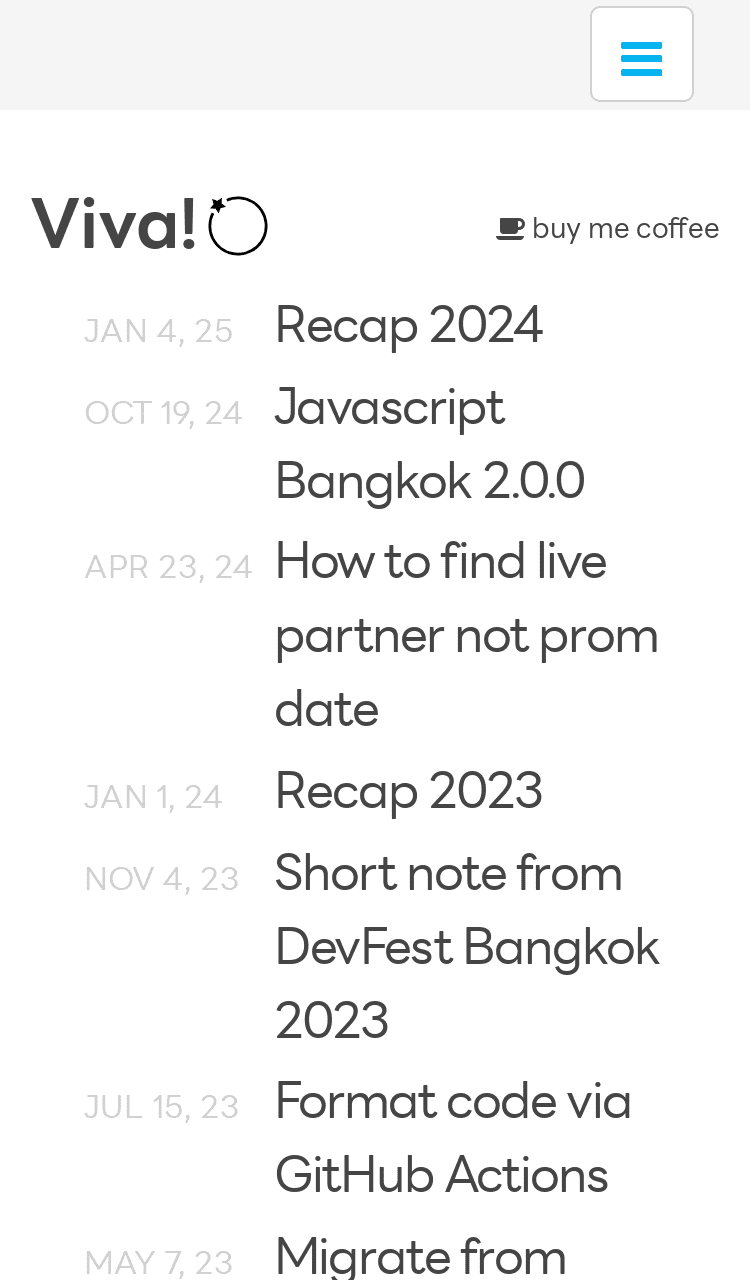 Viva!
buy me coffee
JAN 4, 25 Recap 2024
OCT 19, 24 Javascript
Bangkok 2.0.0
APR 23, 24 How to find live
partner not prom
date
JAN 1, 24 Recap 2023
NOV 4, 23 Short note from
DevFest Bangkok
2023
JUL 15, 23 Format code via
GitHub Actions
MAY 7, 23 Migrate from